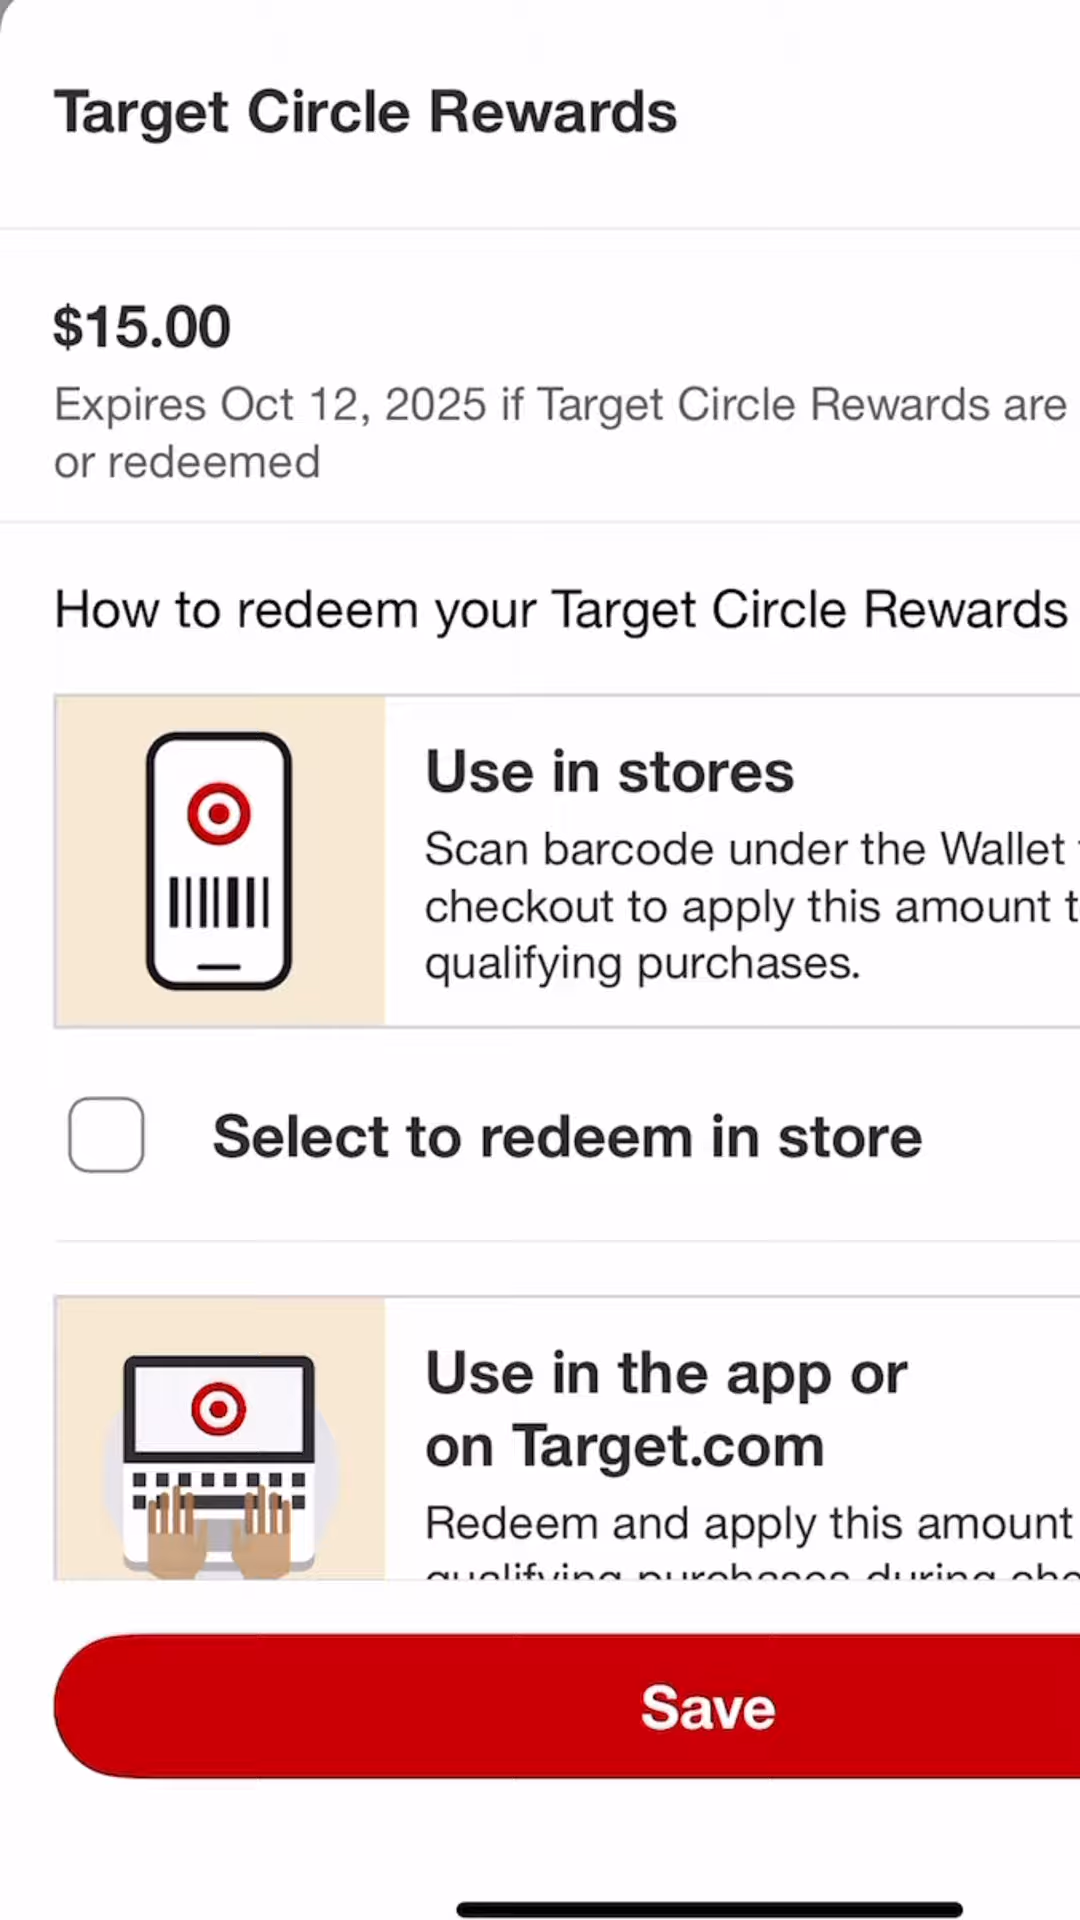 Target Circle Rewards
$15.00
Expires Oct 12, 2025 if Target Circle Rewards are
or redeemed
How to redeem your Target Circle Rewards
Use in stores
Scan barcode under the Wallet
checkout to apply this amount
qualifying purchases.
Select to redeem in store
Use in the app or
on Target.com
Redeem and apply this amount
qualifying purchases during
Save